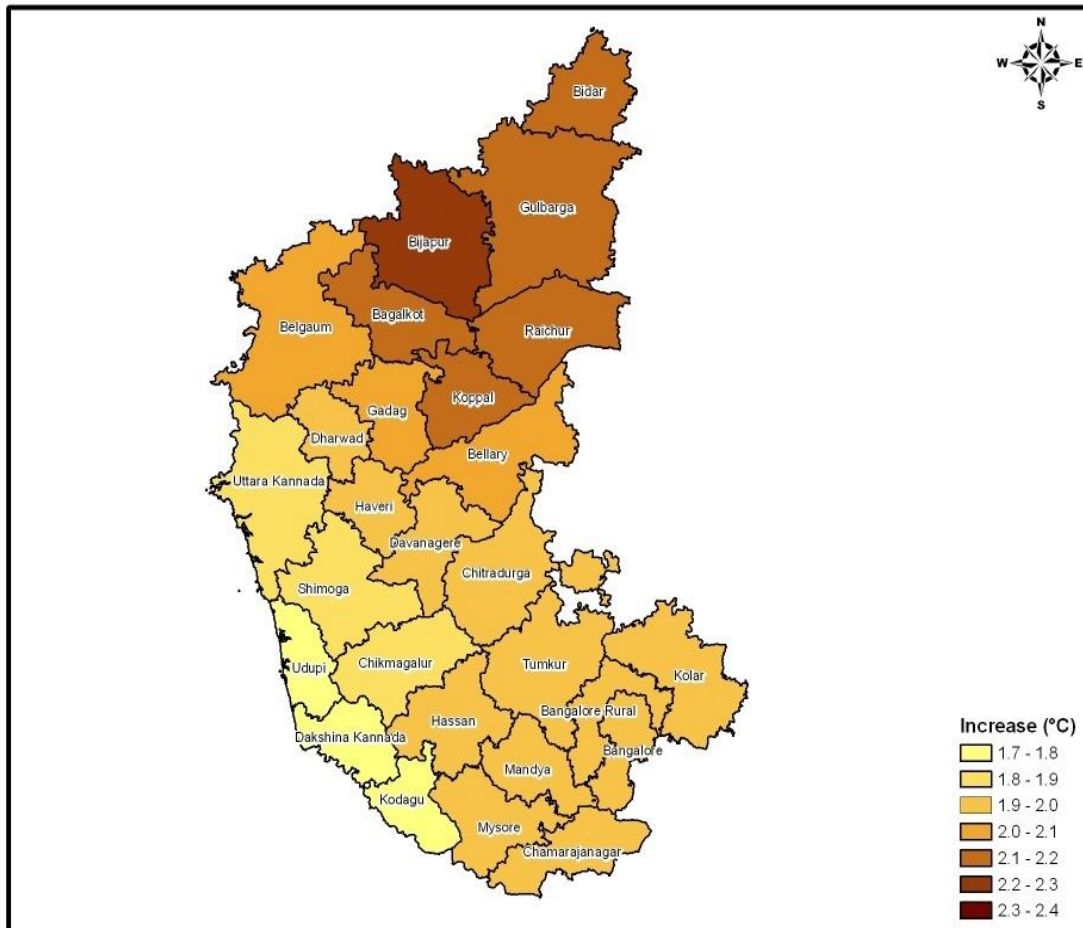 N
W E
S
Bidar
Gulbarga
Bijapur
Bagalkot
Raichur
Belgaum
Koppal
Gadag
Dharwad
Bellary
Uttara Kannada
Haveri
Davanagere
Chitradurga
Shimoga
Chikmagalur
Tumkur
Udupi
Kolar
Bangalore Rural
Hassan
Dakshina Kannada
Bangalore
Mandya
Kodagu
Mysore
Chamarajanagar
Increase (°C)
1.7 - 1.8
1.8 - 1.9
1.9 - 2.0
2.0 - 2.1
2.1 - 2.2
2.2 - 2.3
2.3 - 2.4